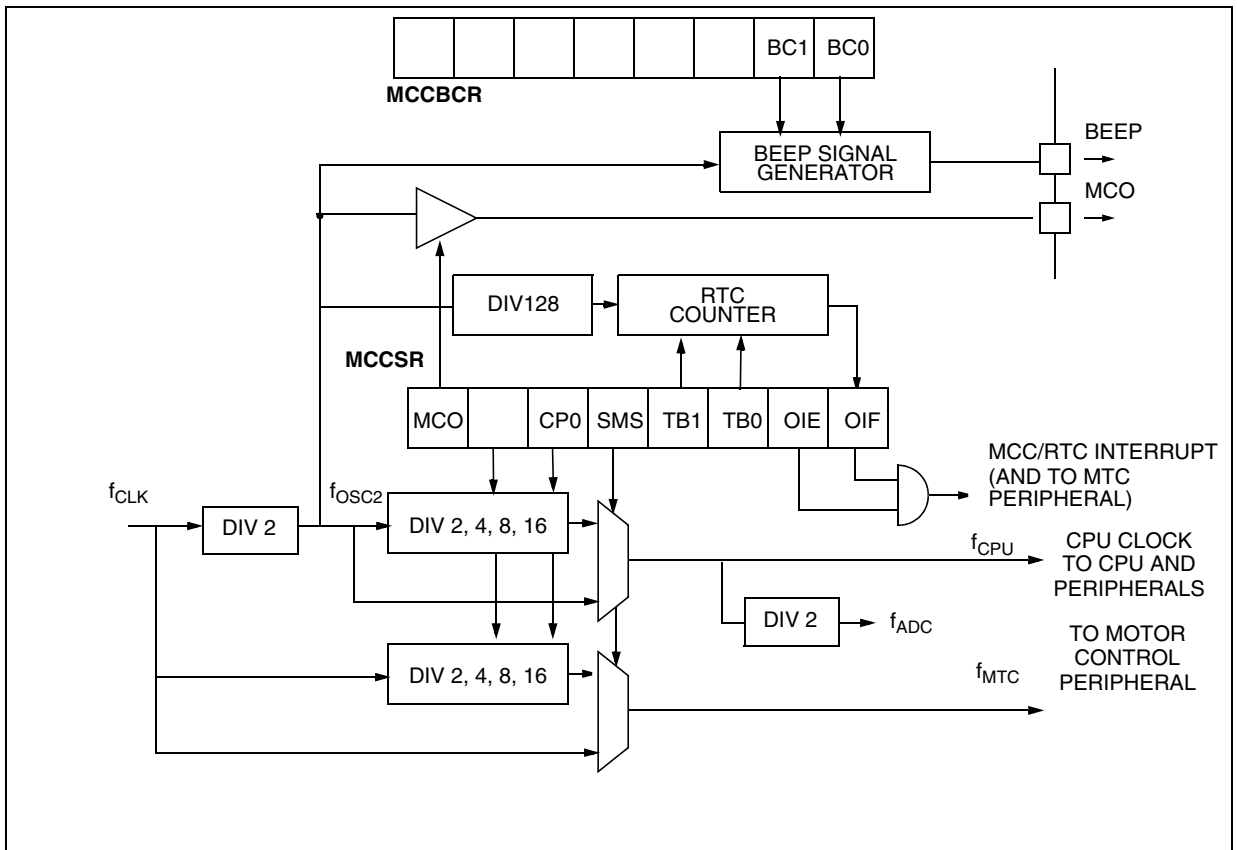 BC1 BC0
MCCBCR
BEEP SIGNAL
GENERATOR
BEEP
MCO
DIV128
RTC
COUNTER
MCCSR
MCO CP0 SMS TB1 TB0 OIE OIF
MCC/RTC INTERRUPT
(AND TO MTC
PERIPHERAL)
fCLK
DIV 2
fOSC2
DIV 2, 4, 8, 16
fCPU
CPU CLOCK
TO CPU AND
PERIPHERALS
DIV 2
fADC
DIV 2, 4, 8, 16
fMTC
TO MOTOR
CONTROL
PERIPHERAL